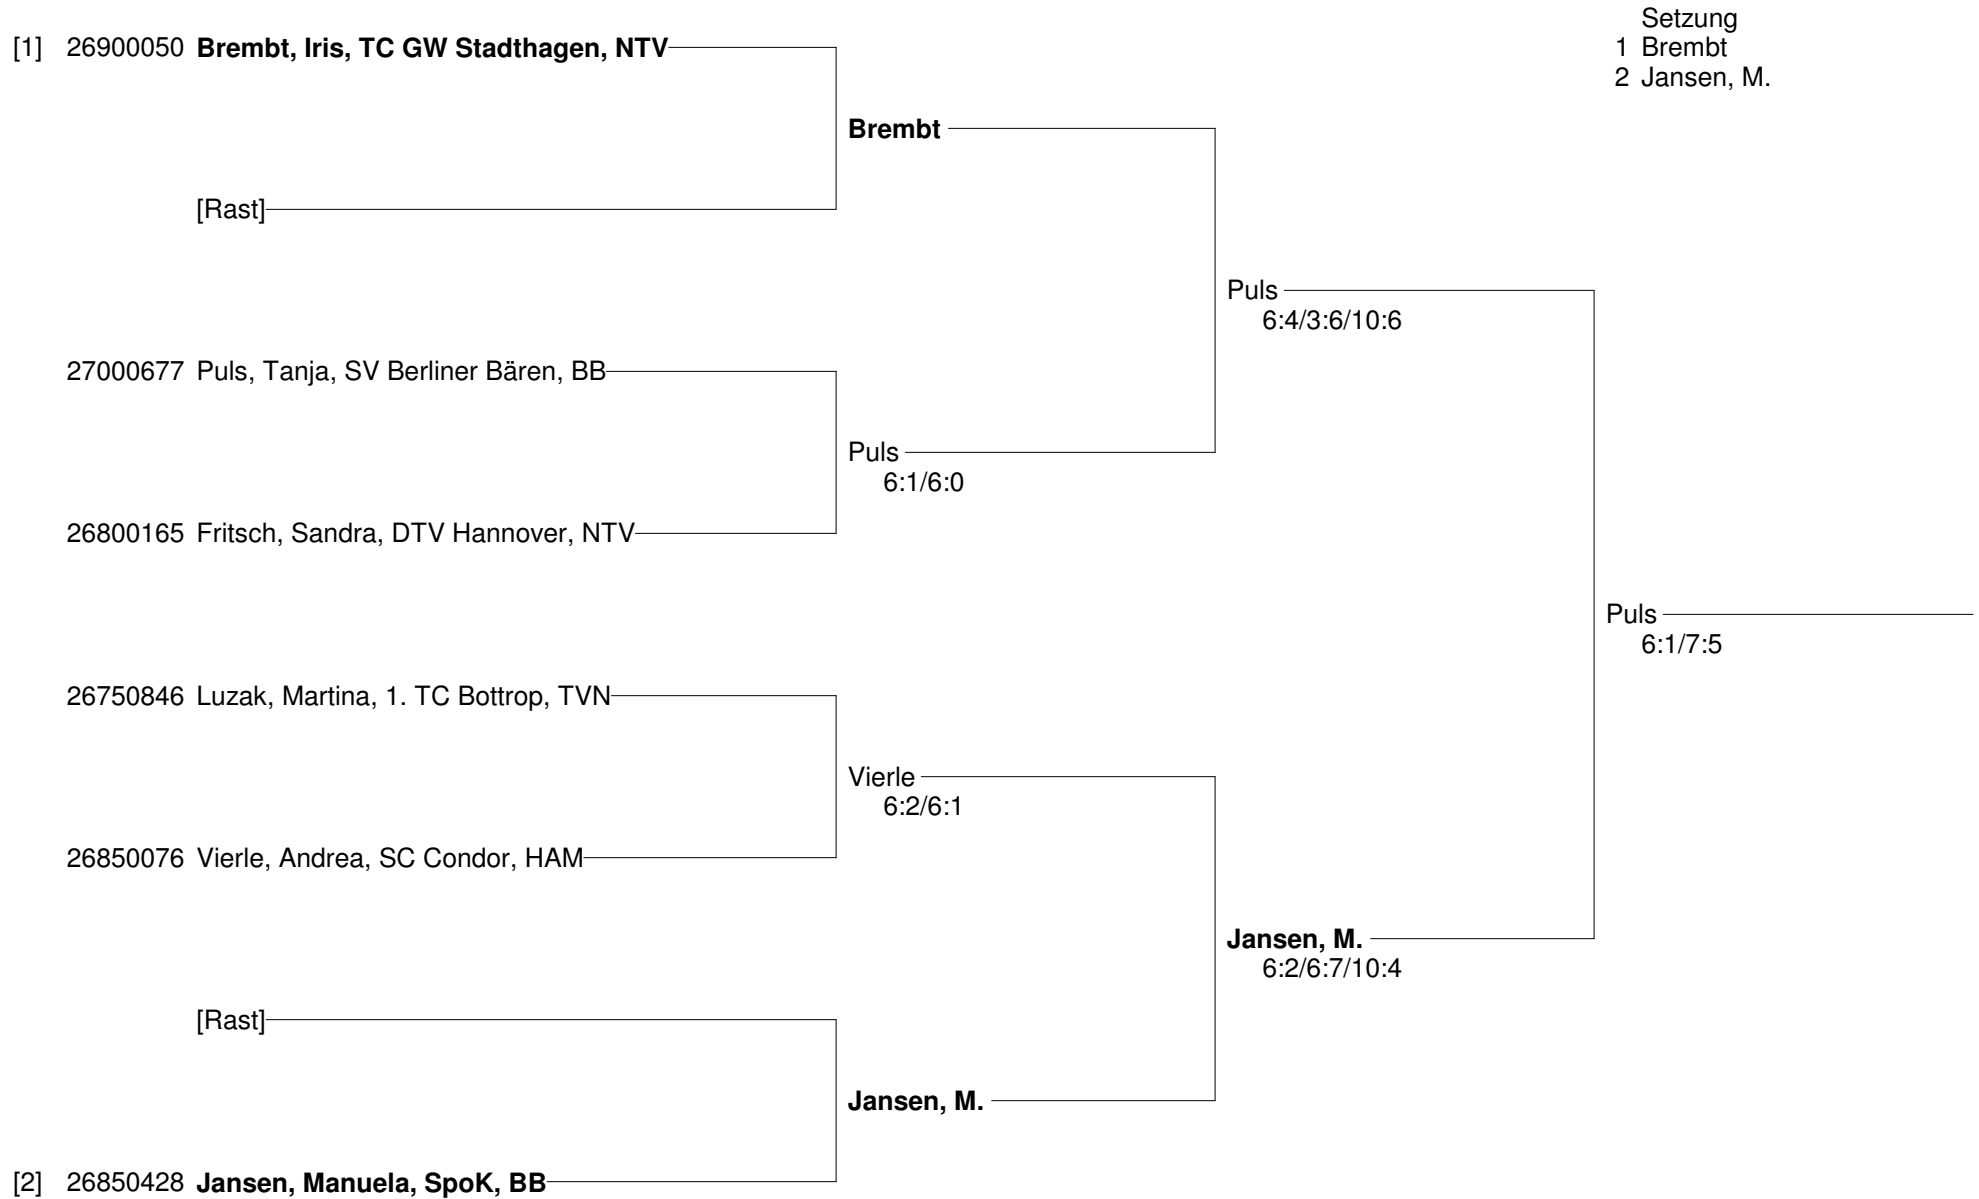 Setzung
1 Brembt
2 Jansen, M.
[1] 26900050 Brembt, Iris, TC GW Stadthagen, NTV
Brembt
[Rast]
Puls
6:4/3:6/10:6
27000677 Puls, Tanja, SV Berliner Bären, BB
Puls
6:1/6:0
26800165 Fritsch, Sandra, DTV Hannover, NTV
Puls
6:1/7:5
26750846 Luzak, Martina, 1. TC Bottrop, TVN
Vierle
6:2/6:1
26850076 Vierle, Andrea, SC Condor, HAM
Jansen, M.
6:2/6:7/10:4
[Rast]
Jansen, M.
[2] 26850428 Jansen, Manuela, SpoK, BB